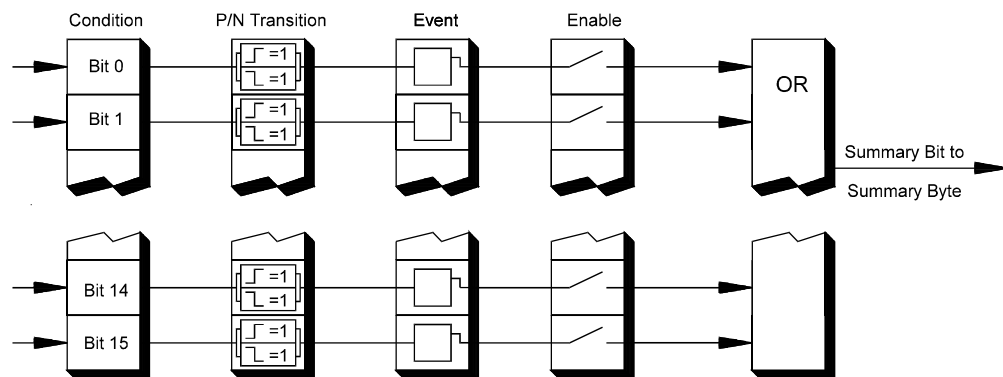 Condition P/N Transition Event Enable
Bit 0 =1
=1
OR
Bit 1 =1
=1
Summary Bit to
Summary Byte
Bit 14 =1
=1
Bit 15 =1
=1